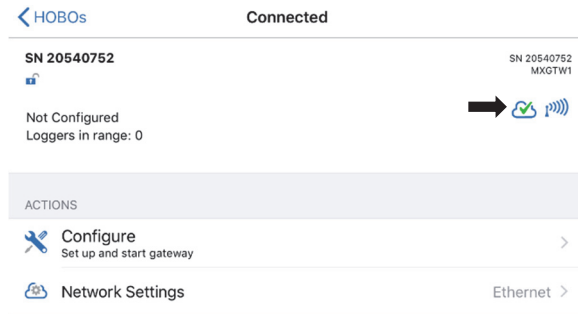 HOBOs
Connected
SN 20540752
SN 20540752
MXGTW1
Not Configured
Loggers in range: 0
ACTIONS
Configure
Set up and start gateway
Network Settings
Ethernet